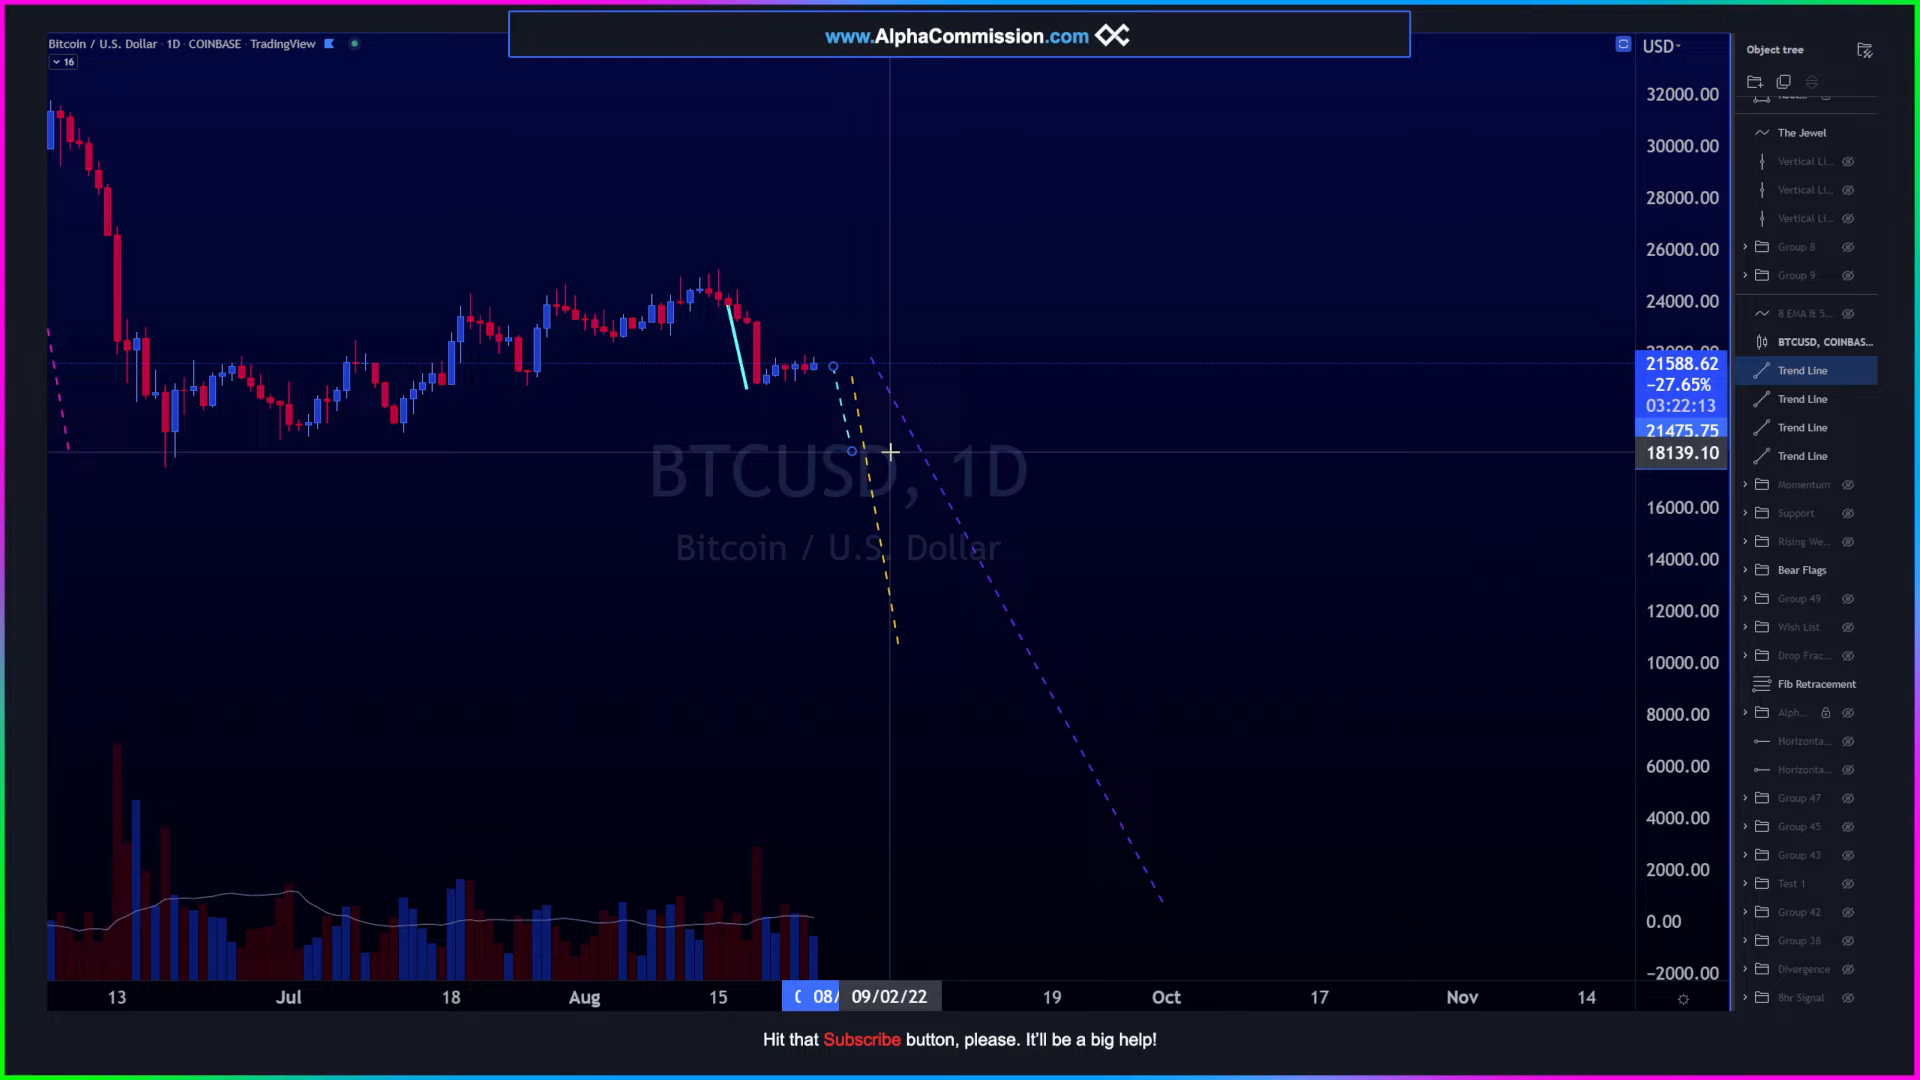 www.AlphaCommission.com
Bitcoin / U.S. Dollar · 1D · COINBASE · TradingView
16
USD
32000.00
30000.00
28000.00
26000.00
24000.00
21588.62
−27.65%
03:22:13
21475.75
18139.10
16000.00
14000.00
12000.00
10000.00
8000.00
6000.00
4000.00
2000.00
0.00
−2000.00
BTCUSD, 1D
Bitcoin / U.S. Dollar
13 Jul 18 Aug 15 08/ 09/02/22 19 Oct 17 Nov 14
Object tree
The Jewel
Vertical Li...
Vertical Li...
Vertical Li...
Group 8
Group 9
8 EMA & 5...
BTCUSD, COINBAS...
Trend Line
Trend Line
Trend Line
Trend Line
Momentum
Support
Rising We...
Bear Flags
Group 49
Wish List
Drop Frac...
Fib Retracement
Alph...
Horizonta...
Horizonta...
Group 47
Group 45
Group 43
Test 1
Group 42
Group 38
Divergence
8hr Signal
Hit that Subscribe button, please. It'll be a big help!